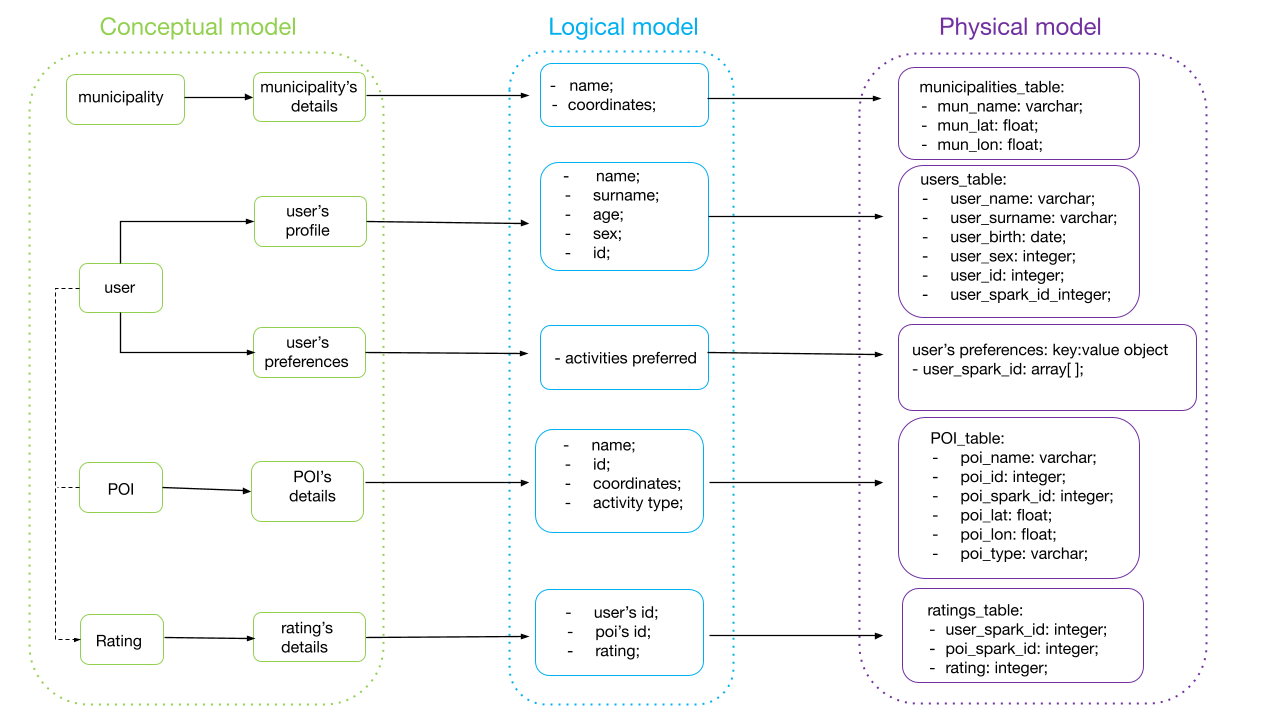 Conceptual model
Logical model
Physical model
municipality
municipality's
details
- name;
- coordinates;
municipalities_table:
- mun_name: varchar;
- mun_lat: float;
- mun_lon: float;
user
user's
profile
- name;
- surname;
- age;
- sex;
- id;
users_table:
- user_name: varchar;
- user_surname: varchar;
- user_birth: date;
- user_sex: integer;
- user_id: integer;
- user_spark_id_integer;
user's
preferences
- activities preferred
user's preferences: key:value object
- user_spark_id: array[ ];
POI
POI's
details
- name;
- id;
- coordinates;
- activity type;
POI_table:
- poi_name: varchar;
- poi_id: integer;
- poi_spark_id: integer;
- poi_lat: float;
- poi_lon: float;
- poi_type: varchar;
Rating
rating's
details
- user's id;
- poi's id;
- rating;
ratings_table:
- user_spark_id: integer;
- poi_spark_id: integer;
- rating: integer;